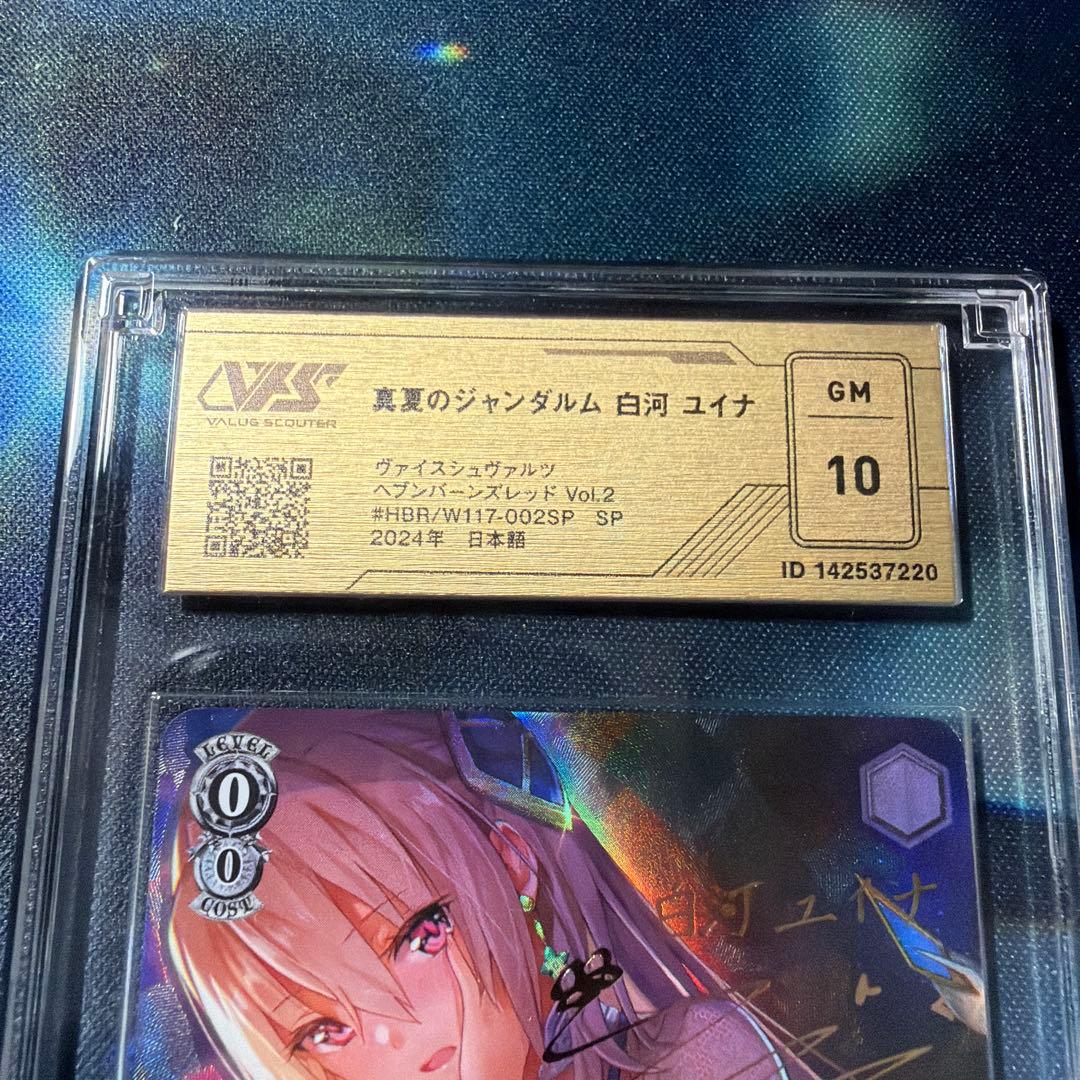 VFS
VALUG SCOUTER
真夏のジャンダルム 白河 ユイナ
ヴァイスシュヴァルツ
ヘブンバーンズレッド Vol.2
#HBR/W117-002SP SP
2024年 日本語
GM
10
ID 142537220
LEVEL
0
0
COST
白河ユイナ